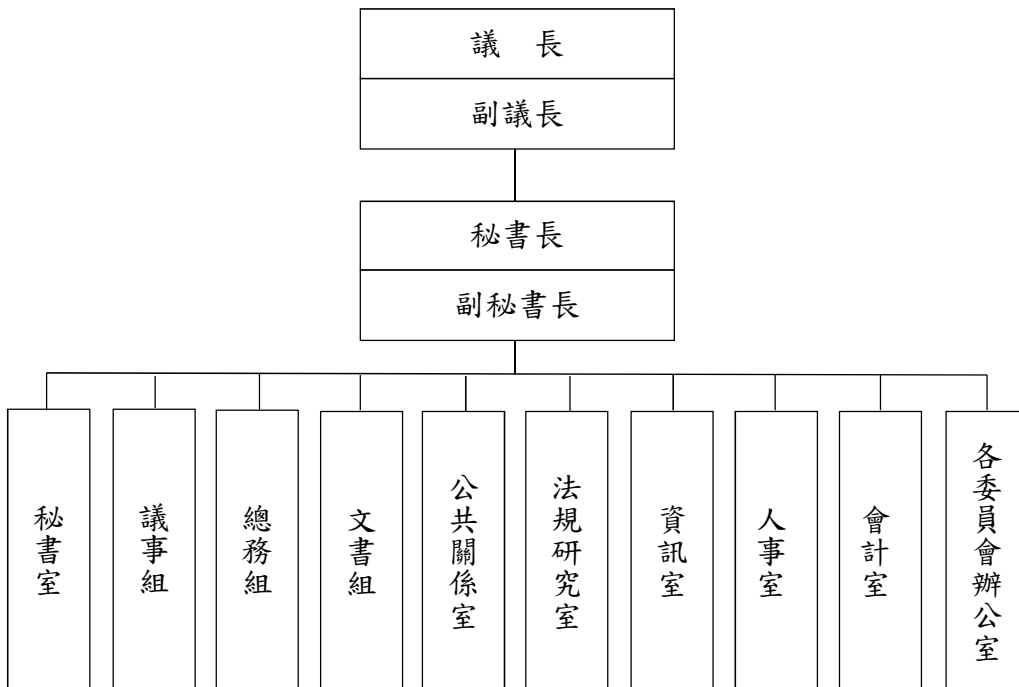 議　長
副議長
秘書長
副秘書長
秘書室
議事組
總務組
文書組
公共關係室
法規研究室
資訊室
人事室
會計室
各委員會辦公室